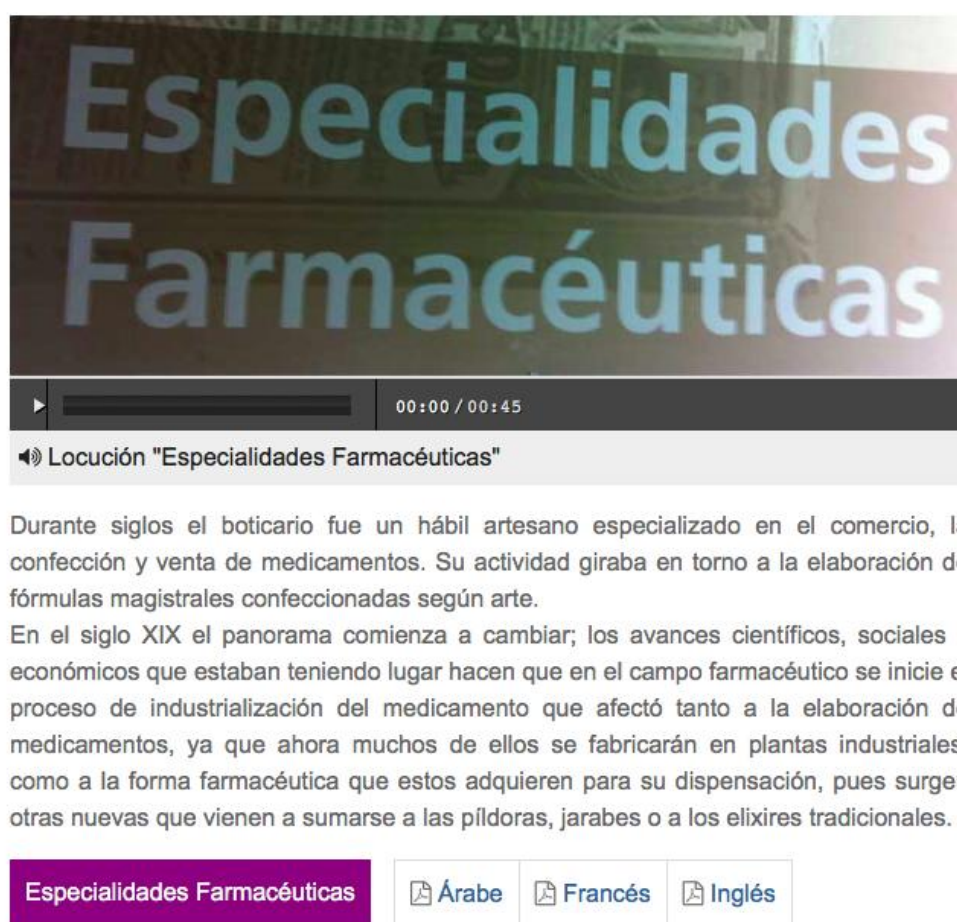 Especialidades
Farmacéuticas
00:00/00:45
Locución "Especialidades Farmacéuticas"
Durante siglos el boticario fue un hábil artesano especializado en el comercio,
confección y venta de medicamentos. Su actividad giraba en torno a la elaboración
fórmulas magistrales confeccionadas según arte.
En el siglo XIX el panorama comienza a cambiar; los avances científicos, sociales
económicos que estaban teniendo lugar hacen que en el campo farmacéutico se inicie
proceso de industrialización del medicamento que afectó tanto a la elaboración
medicamentos, ya que ahora muchos de ellos se fabricarán en plantas industriales
como a la forma farmacéutica que estos adquieren para su dispensación, pues surge
otras nuevas que vienen a sumarse a las píldoras, jarabes o a los elixires tradicionales.
Especialidades Farmacéuticas Árabe Francés Inglés